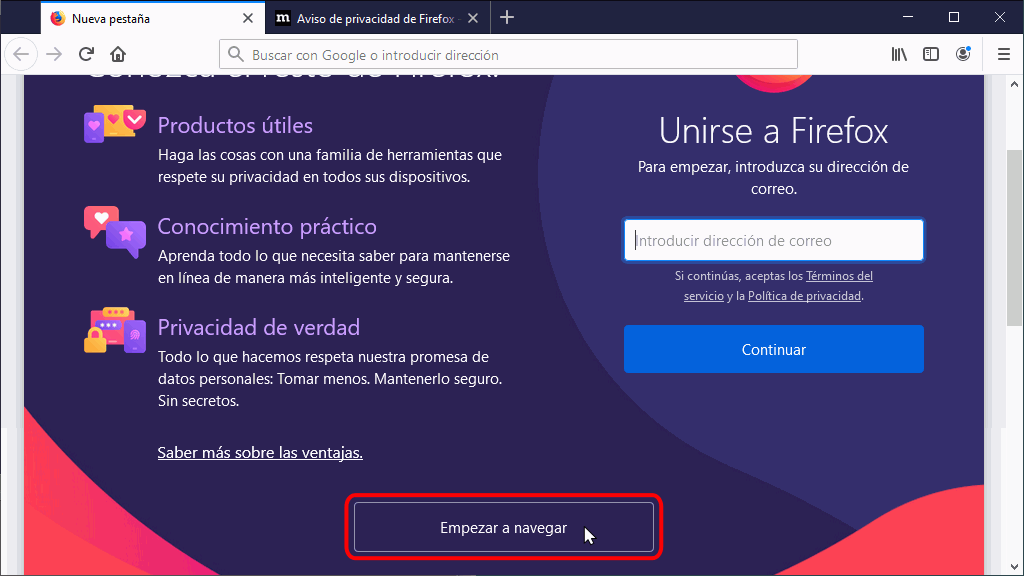 Nueva pestaña
Aviso de privacidad de Firefox
Buscar con Google o introducir dirección
Conozca el resto de Firefox.
Productos útiles
Haga las cosas con una familia de herramientas que
respete su privacidad en todos sus dispositivos.
Conocimiento práctico
Aprenda todo lo que necesita saber para mantenerse
en línea de manera más inteligente y segura.
Privacidad de verdad
Todo lo que hacemos respeta nuestra promesa de
datos personales: Tomar menos. Mantenerlo seguro.
Sin secretos.
Saber más sobre las ventajas.
Unirse a Firefox
Para empezar, introduzca su dirección de
correo.
Introducir dirección de correo
Si continúas, aceptas los Términos del
servicio y la Política de privacidad.
Continuar
Empezar a navegar